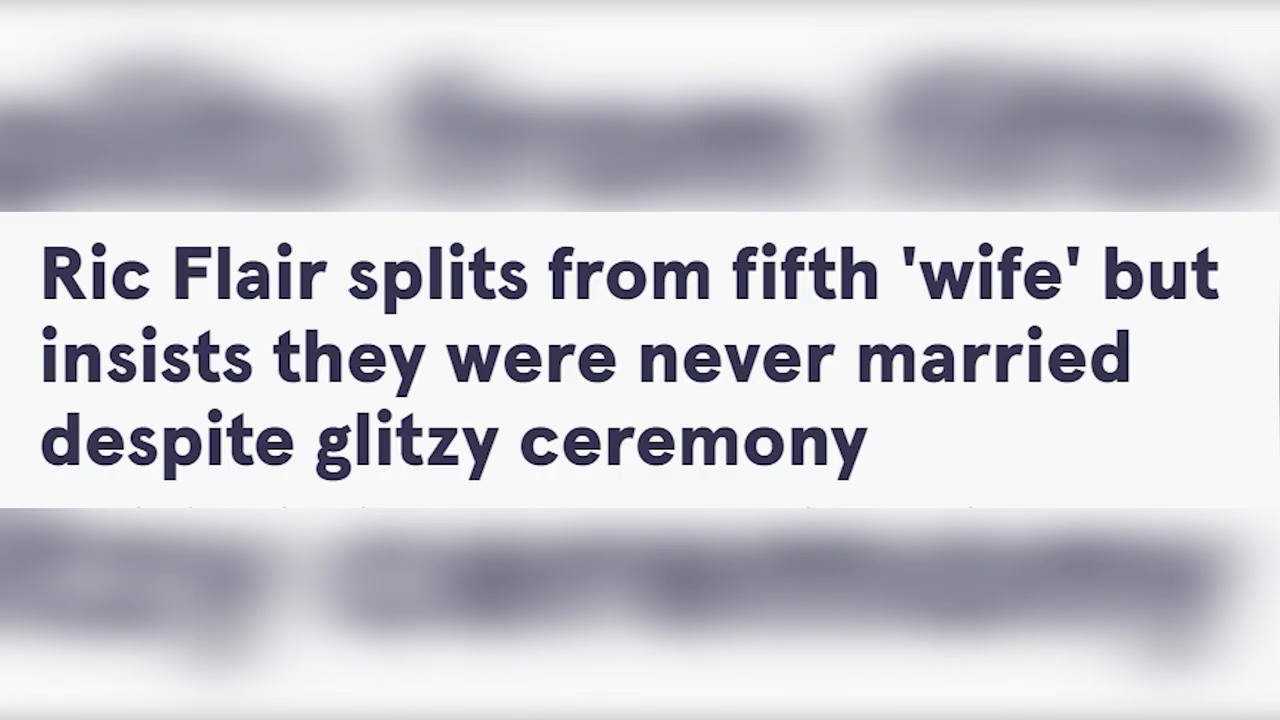 Ric Flair splits from fifth 'wife' but
insists they were never married
despite glitzy ceremony